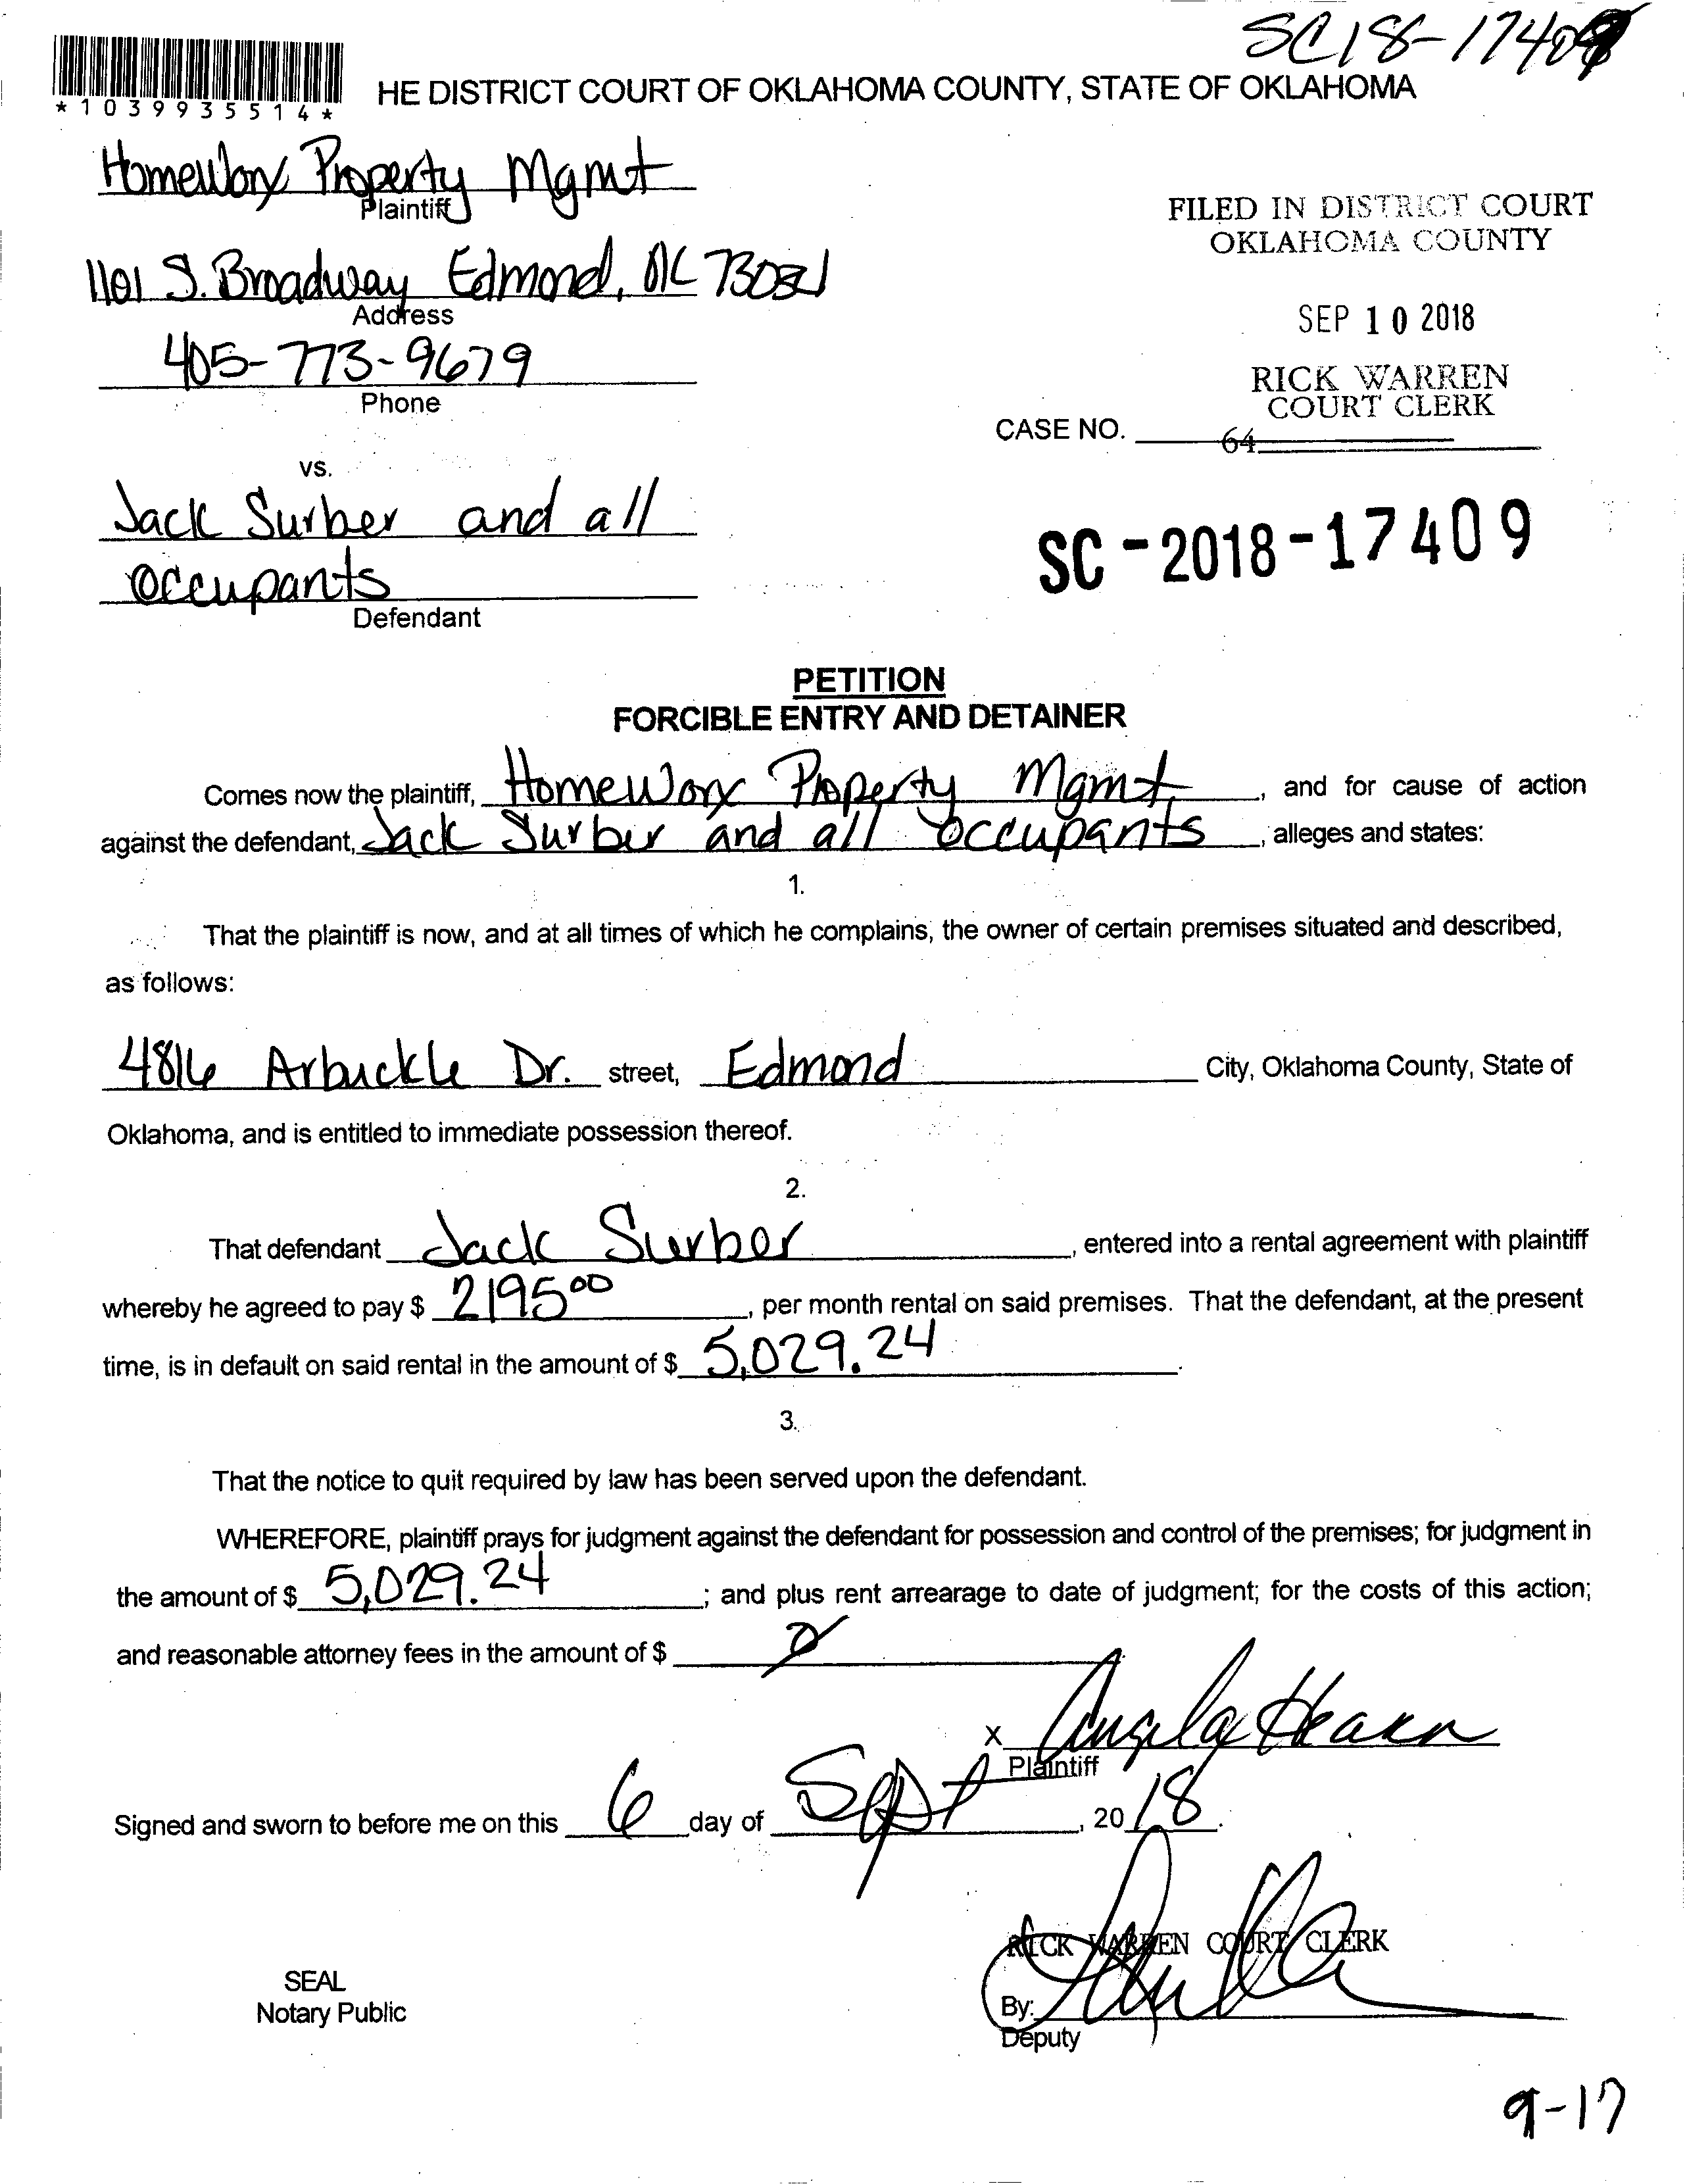 SC18-17409
*1039935514*
HE DISTRICT COURT OF OKLAHOMA COUNTY, STATE OF OKLAHOMA
HomeWorx Property Mgmt
Plaintiff
1101 S. Broadway Edmond, OK
Address
405-773-9679
Phone
FILED IN DISTRICT COURT
OKLAHOMA COUNTY
SEP 10 2018
RICK WARREN
COURT CLERK
CASE NO.
64
vs.
Jack Surber and all
occupants
Defendant
SC-2018-17409
PETITION
FORCIBLE ENTRY AND DETAINER
Comes now the plaintiff, HomeWorx Property Mgmt, and for cause of action
against the defendant, Jack Surber and all occupants, alleges and states:
1.
That the plaintiff is now, and at all times of which he complains, the owner of certain premises situated and described,
as follows:
4816 Arbuckle Dr. street, Edmond City, Oklahoma County, State of
Oklahoma, and is entitled to immediate possession thereof.
2.
That defendant Jack Surber, entered into a rental agreement with plaintiff
whereby he agreed to pay $ 2195 00, per month rental on said premises. That the defendant, at the present
time, is in default on said rental in the amount of $ 5,029.24.
3.
That the notice to quit required by law has been served upon the defendant.
WHEREFORE, plaintiff prays for judgment against the defendant for possession and control of the premises; for judgment in
the amount of $ 5,029.24; and plus rent arrearage to date of judgment; for the costs of this action;
and reasonable attorney fees in the amount of $
X Angela Hearn
Plaintiff
Signed and sworn to before me on this 6 day of Sept, 2018.
RICK WARREN COURT CLERK
SEAL
Notary Public
By:
Deputy
9-17